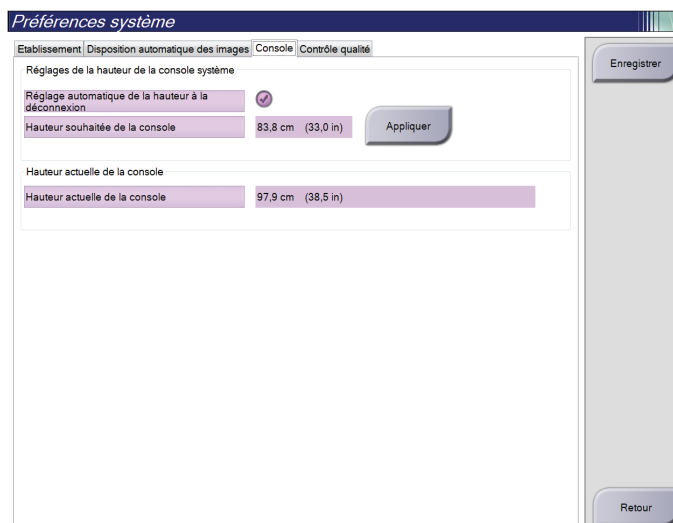 Préférences système
Etablissement Disposition automatique des images Console Contrôle qualité
Enregistrer
Réglages de la hauteur de la console système
Réglage automatique de la hauteur à la
déconnexion
Hauteur souhaitée de la console 83,8 cm (33,0 in) Appliquer
Hauteur actuelle de la console
Hauteur actuelle de la console 97,9 cm (38,5 in)
Retour